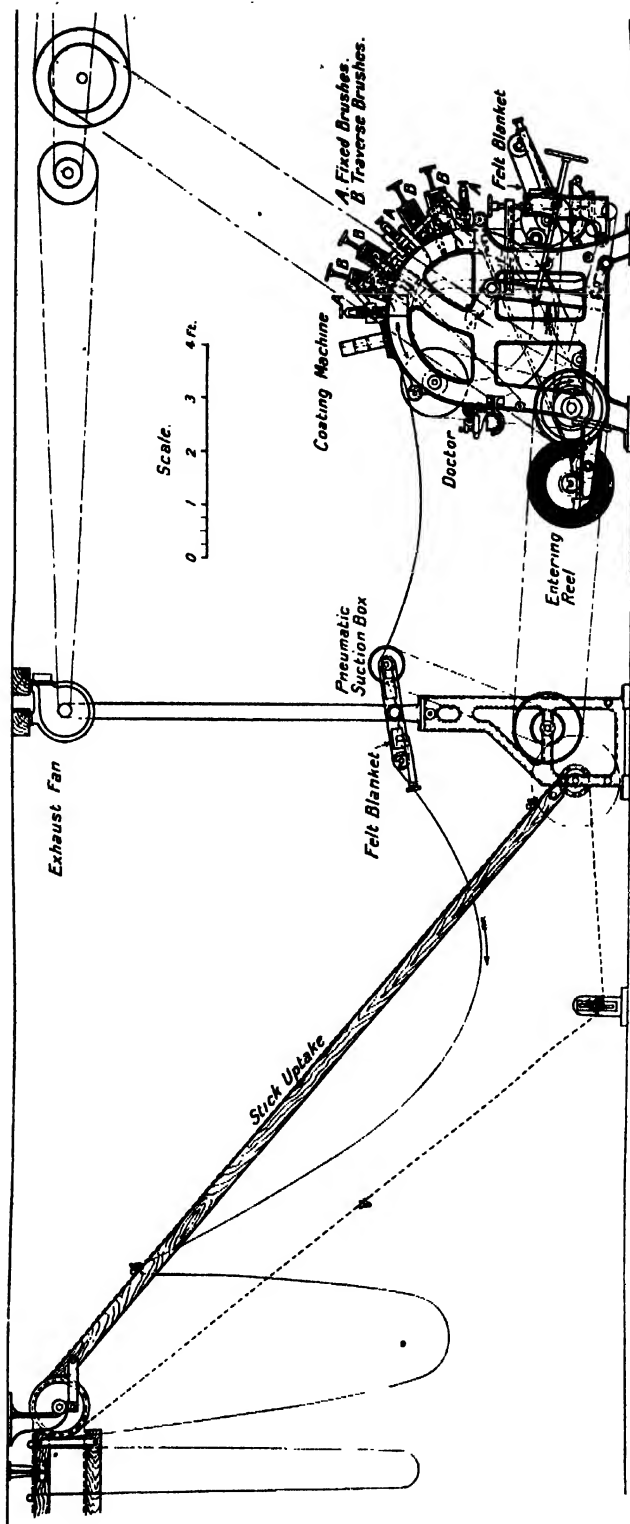 Exhaust Fan
Scale.
0 1 2 3 4 Ft.
A. Fixed Brushes.
B. Traverse Brushes.
Coating Machine
A
B
B
B
A
B
B
A
Felt Blanket
Doctor
Pneumatic
Suction Box
Felt Blanket
Entering
Reel
Stick Uptake